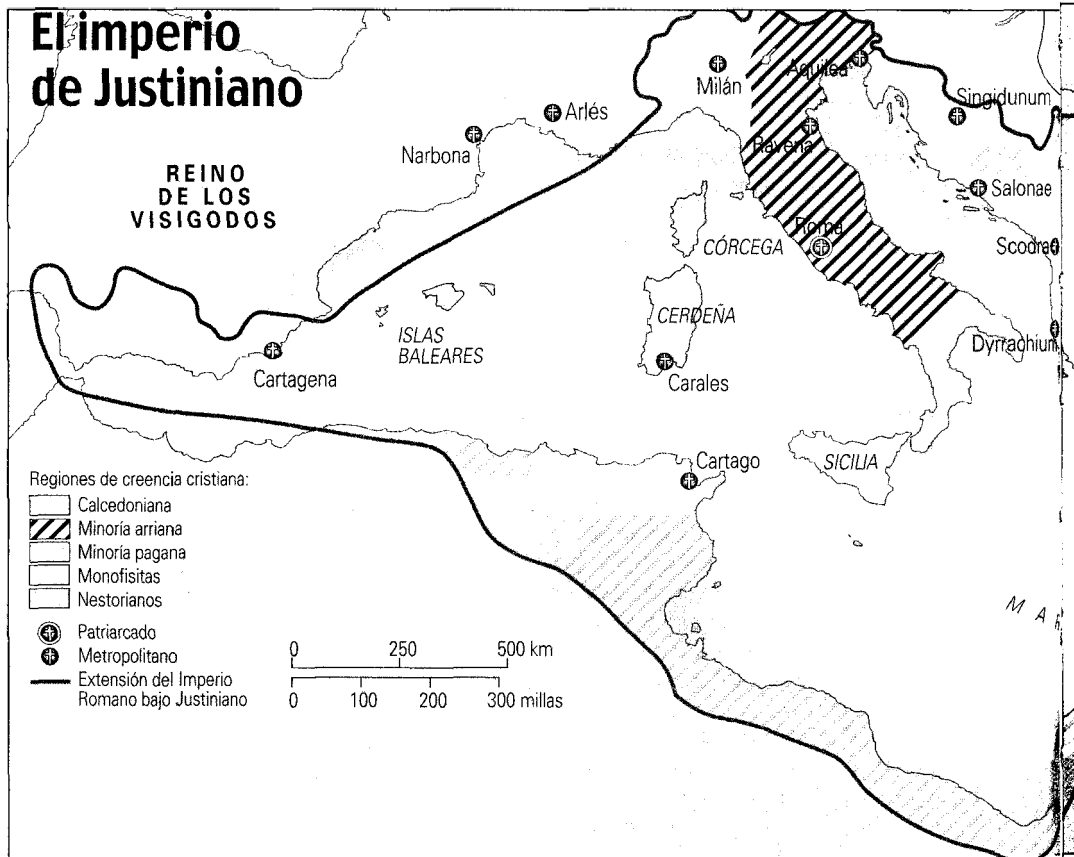 El imperio
de Justiniano
Milán
Aquilea
Singidunum
Arlés
Narbona
Ravena
REINO
DE LOS
VISIGODOS
Salonae
Roma
CÓRCEGA
Scodra
CERDEÑA
ISLAS
BALEARES
Dyrrachium
Cartagena
Carales
Cartago
SICILIA
Regiones de creencia cristiana:
Calcedoniana
Minoría arriana
Minoría pagana
Monofisitas
Nestorianos
Patriarcado
Metropolitano
Extensión del Imperio
Romano bajo Justiniano
0 250 500 km
0 100 200 300 millas